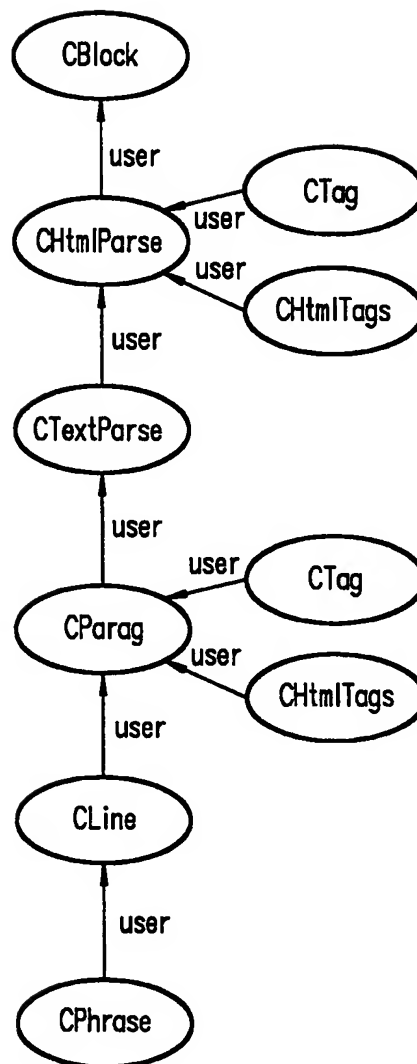 CBlock
user
CTag
user
CHtmlParse
user
CHtmlTags
user
CTextParse
user
user
CTag
CParag
user
CHtmlTags
user
CLine
user
CPhrase